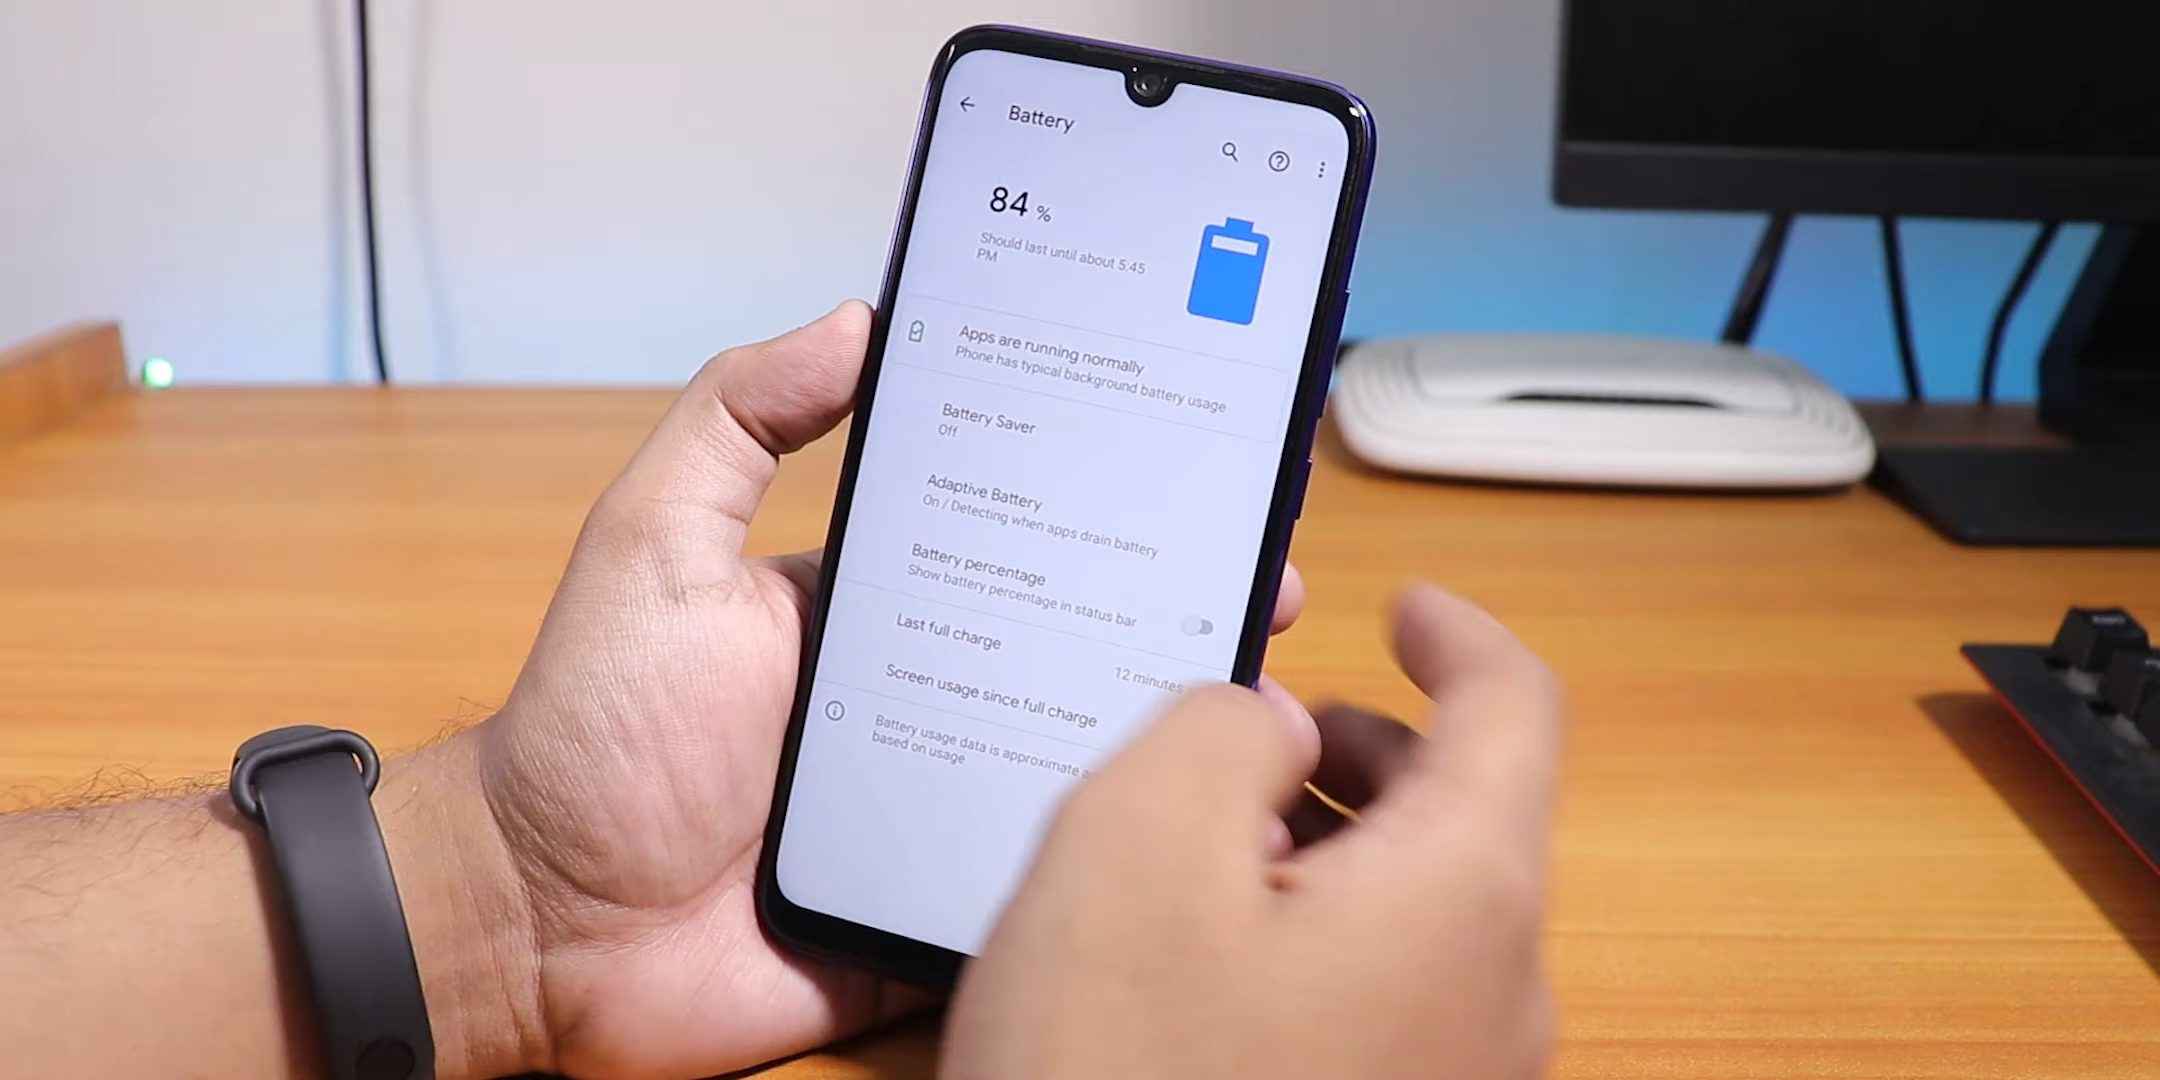 Battery
84 %
Should last until about 5:45
PM
Apps are running normally
Phone has typical background battery usage
Battery Saver
Off
Adaptive Battery
On / Detecting when apps drain battery
Battery percentage
Show battery percentage in status bar
Last full charge
12 minutes
Screen usage since full charge
Battery usage data is approximate
based on usage